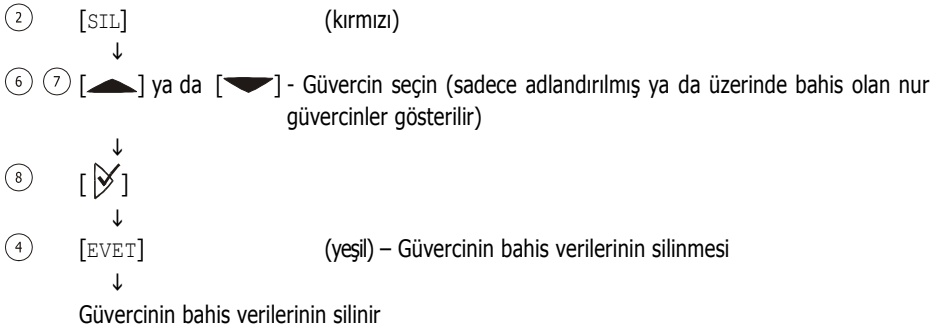 ② [SIL] (kırmızı)
↓
⑥ ⑦ [▲] ya da [▼] - Güvercin seçin (sadece adlandırılmış ya da üzerinde bahis olan nur
güvercinler gösterilir)
↓
⑧ [✓]
↓
④ [EVET] (yeşil) – Güvercinin bahis verilerinin silinmesi
↓
Güvercinin bahis verilerinin silinir